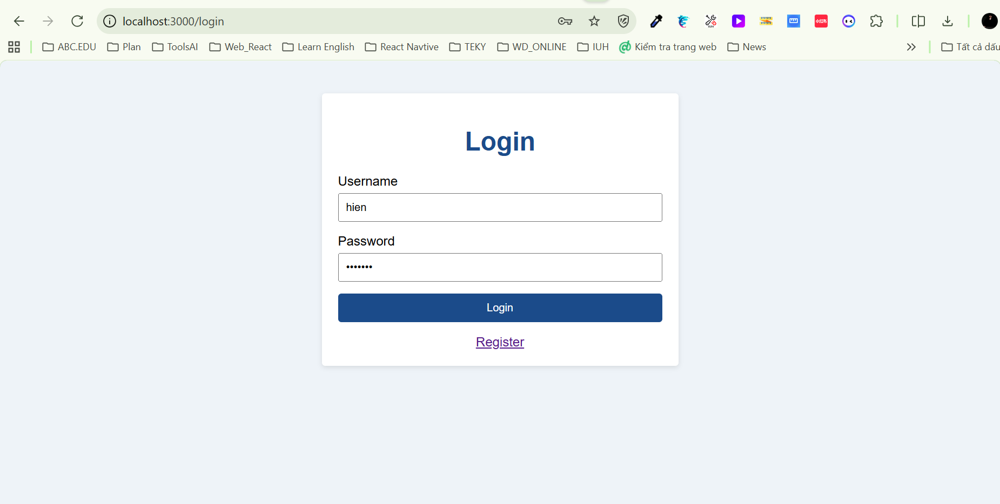 localhost:3000/login
ABC.EDU Plan ToolsAI Web_React Learn English React Navtive TEKY WD_ONLINE IUH Kiểm tra trang web News Tất cả dấu
Login
Username
hien
Password
•••••••
Login
Register